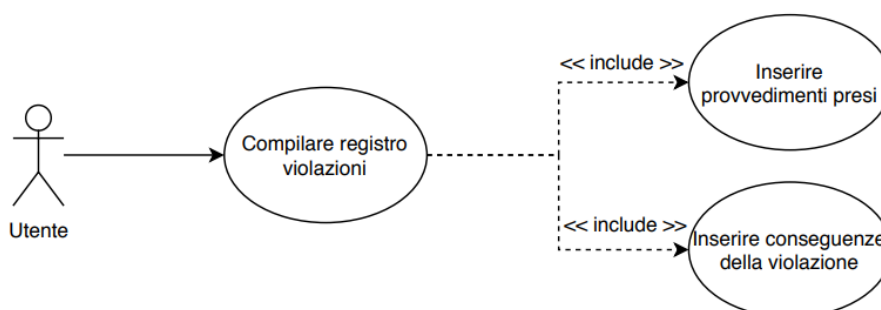 << include >>
Inserire
provvedimenti presi
Compilare registro
violazioni
Utente
<< include >>
Inserire conseguenze
della violazione